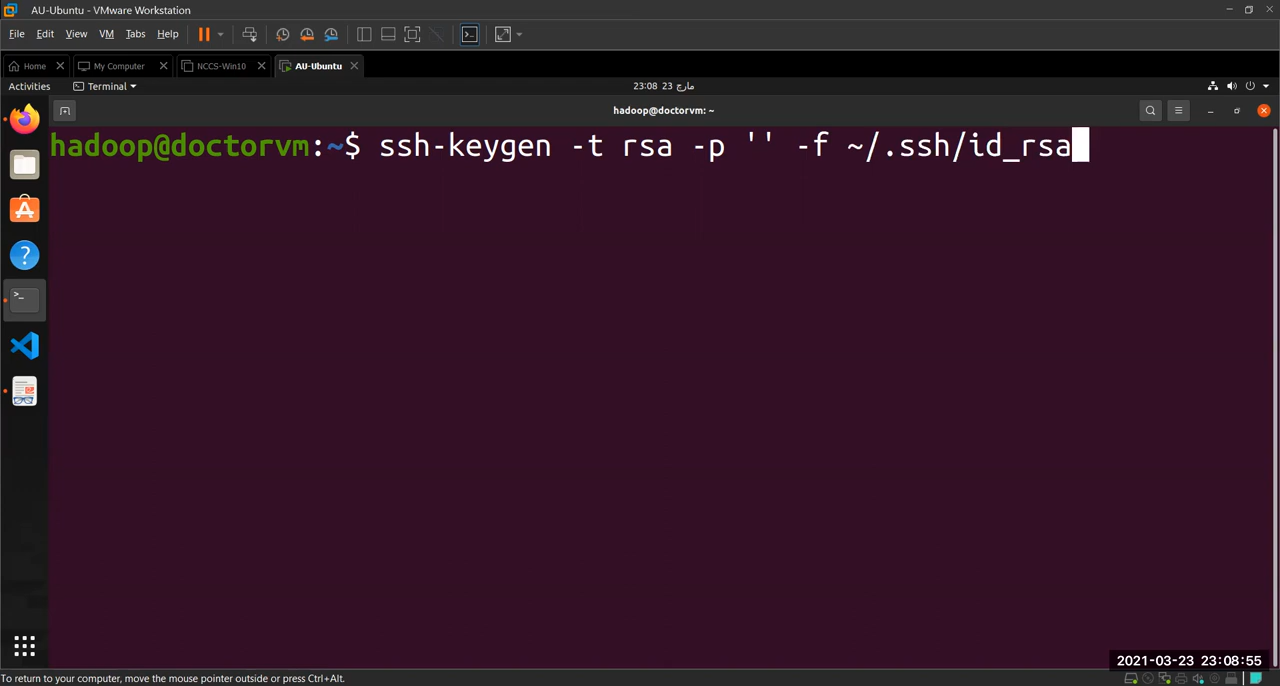 AU-Ubuntu - VMware Workstation
File Edit View VM Tabs Help
Home My Computer NCCS-Win10 AU-Ubuntu
Activities Terminal 23:08 23 مارچ
hadoop@doctorvm: ~
hadoop@doctorvm:~$ ssh-keygen -t rsa -p '' -f ~/.ssh/id_rsa
2021-03-23 23:08:55
To return to your computer, move the mouse pointer outside or press Ctrl+Alt.